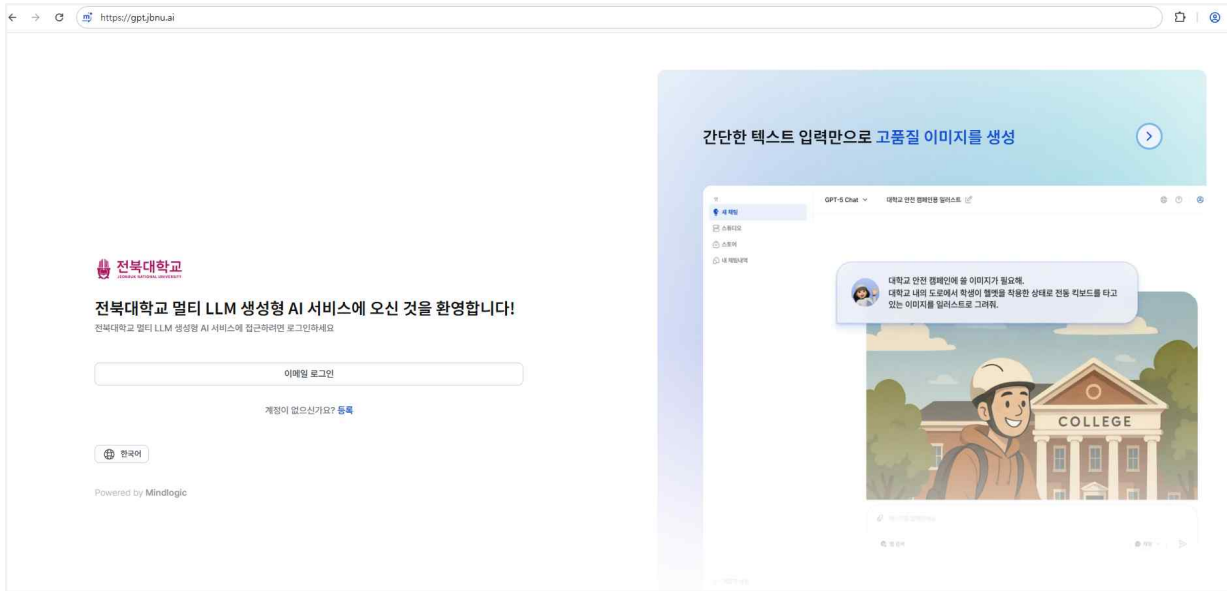 https://gpt.jbnu.ai
전북대학교
JEONBUK NATIONAL UNIVERSITY
전북대학교 멀티 LLM 생성형 AI 서비스에 오신 것을 환영합니다!
전북대학교 멀티 LLM 생성형 AI 서비스에 접근하려면 로그인하세요
이메일 로그인
계정이 없으신가요? 등록
한국어
Powered by Mindlogic
간단한 텍스트 입력만으로 고품질 이미지를 생성
GPT-5 Chat
대학교 안전 캠페인용 일러스트
새 채팅
스튜디오
스토어
내 채팅내역
대학교 안전 캠페인에 쓸 이미지가 필요해.
대학교 내의 도로에서 학생이 헬멧을 착용한 상태로 전동 킥보드를 타고
있는 이미지를 일러스트로 그려줘.
COLLEGE
웹 검색